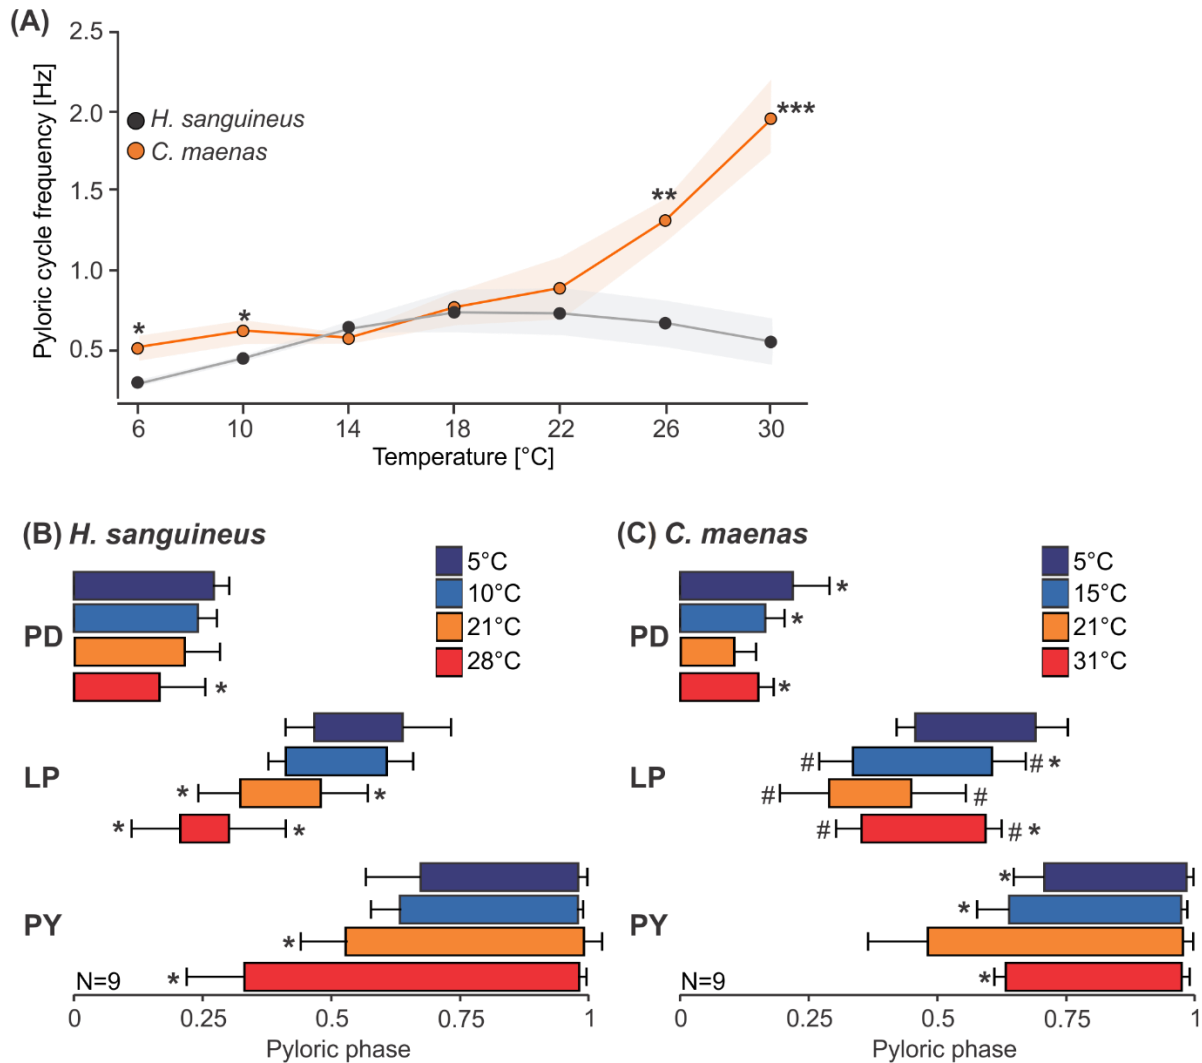 (A)
Pyloric cycle frequency [Hz]
2.5
2.0
1.5
1.0
0.5
H. sanguineus
C. maenas
*
*
**
***
6 10 14 18 22 26 30
Temperature [°C]
(B) H. sanguineus
5°C
10°C
21°C
28°C
PD
*
LP
* *
* *
PY
*
*
N=9
0 0.25 0.5 0.75 1
Pyloric phase
(C) C. maenas
5°C
15°C
21°C
31°C
PD
*
*
*
LP
# # *
# #
# # *
PY
*
*
*
N=9
0 0.25 0.5 0.75 1
Pyloric phase